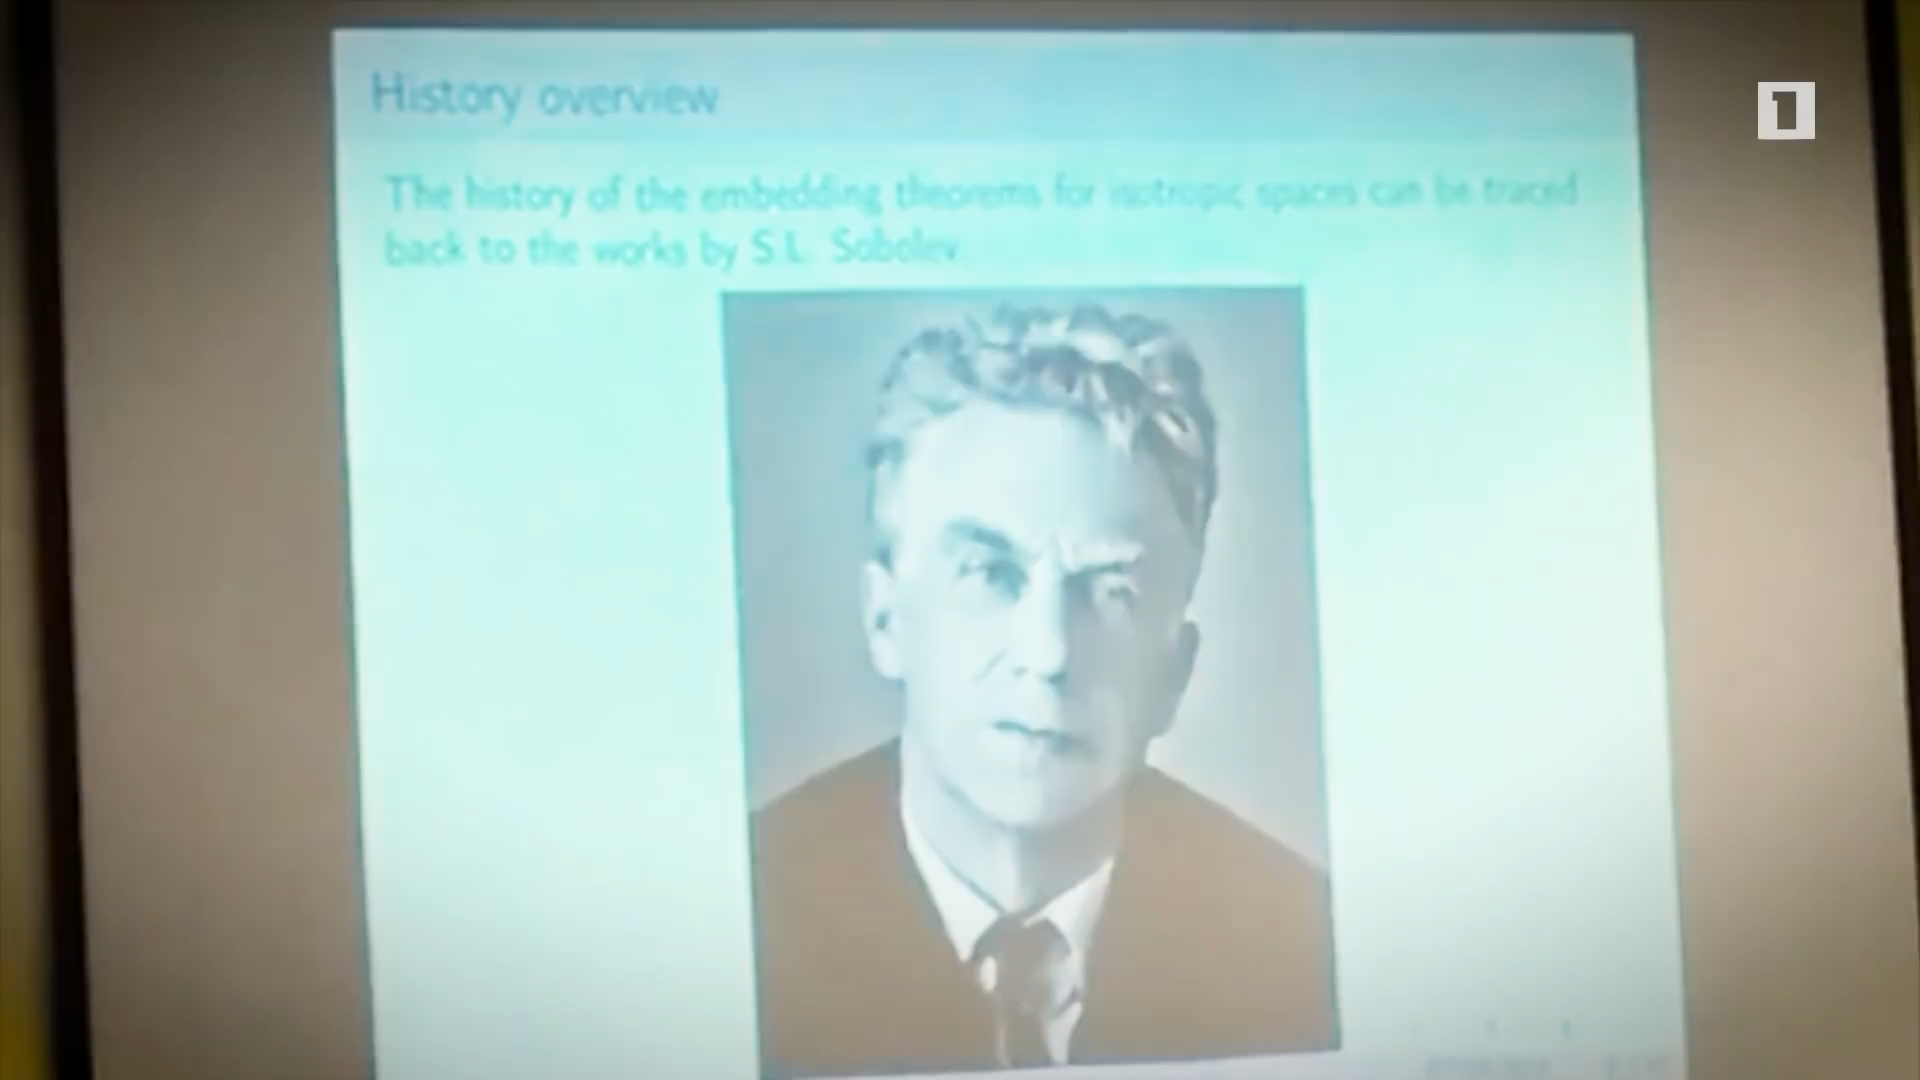 History overview
1
The history of the embedding theorems for isotropic spaces can be traced
back to the works by S.L. Sobolev